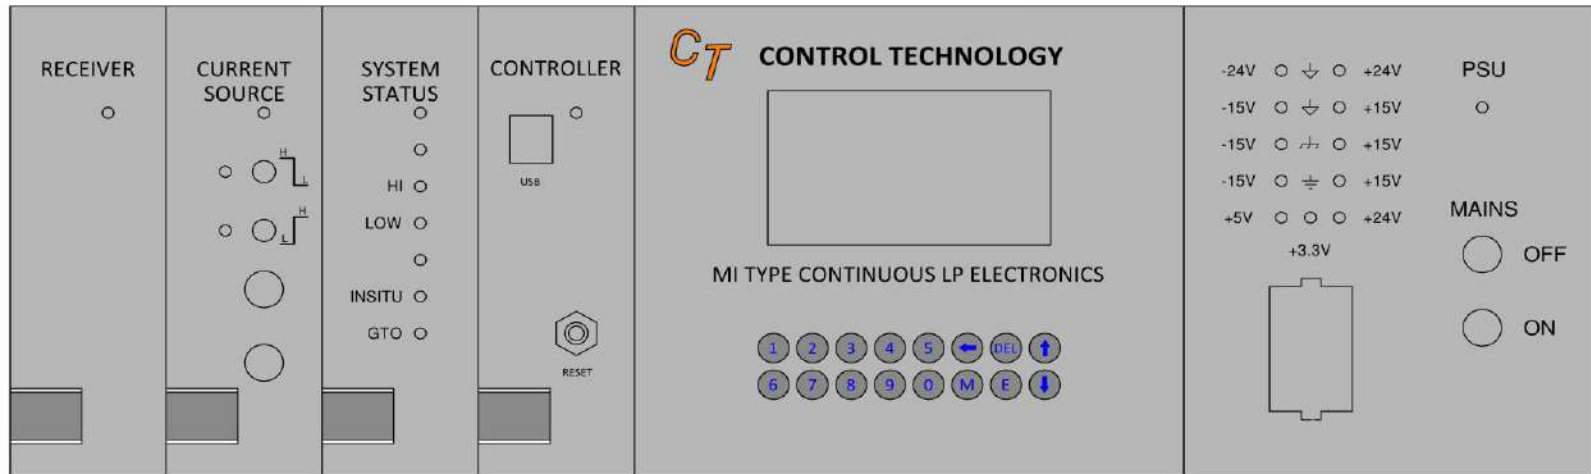 RECEIVER
CURRENT
SOURCE
H
L
H
L
SYSTEM
STATUS
HI
LOW
INSITU
GTO
CONTROLLER
USB
RESET
CT CONTROL TECHNOLOGY
MI TYPE CONTINUOUS LP ELECTRONICS
1 2 3 4 5 DEL
6 7 8 9 0 M E
-24V +24V
-15V +15V
-15V +15V
-15V +15V
+5V +24V
+3.3V
PSU
MAINS
OFF
ON